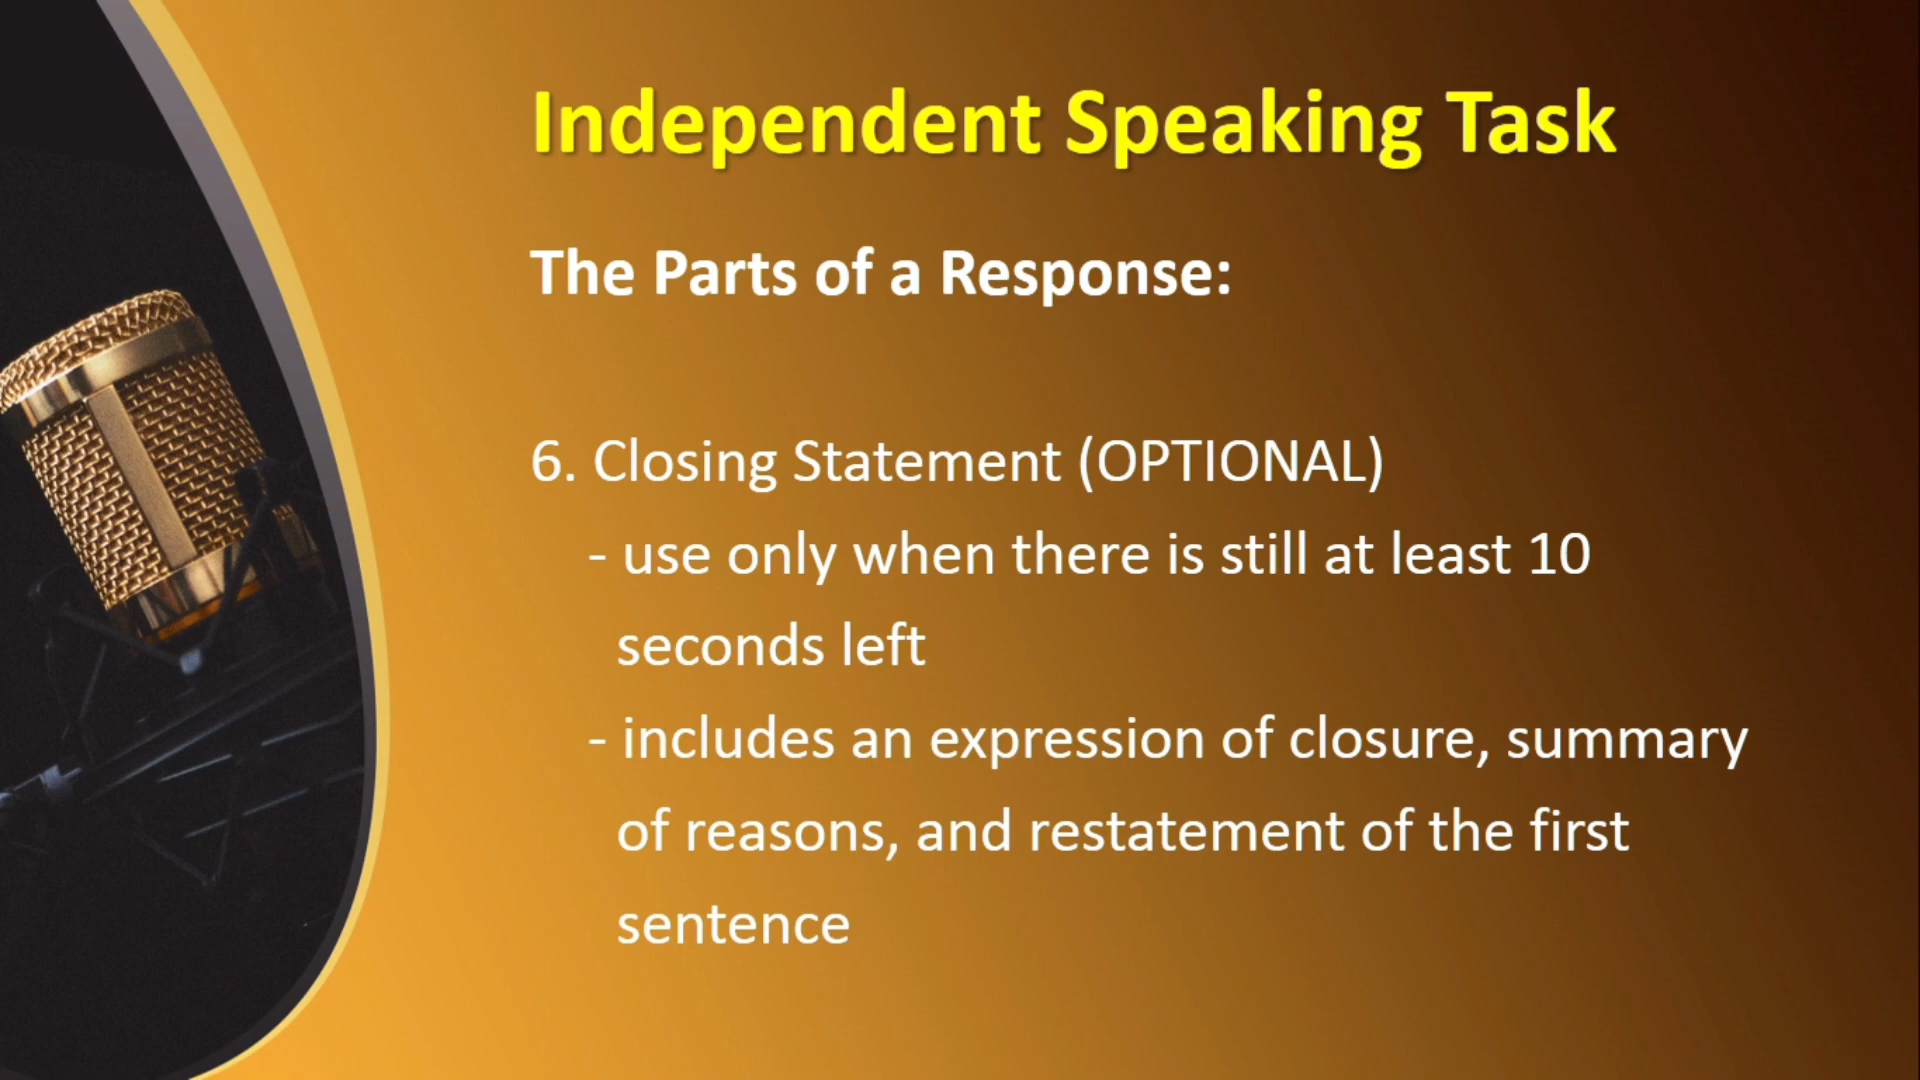 Independent Speaking Task
The Parts of a Response:
6. Closing Statement (OPTIONAL)
- use only when there is still at least 10
seconds left
- includes an expression of closure, summary
of reasons, and restatement of the first
sentence